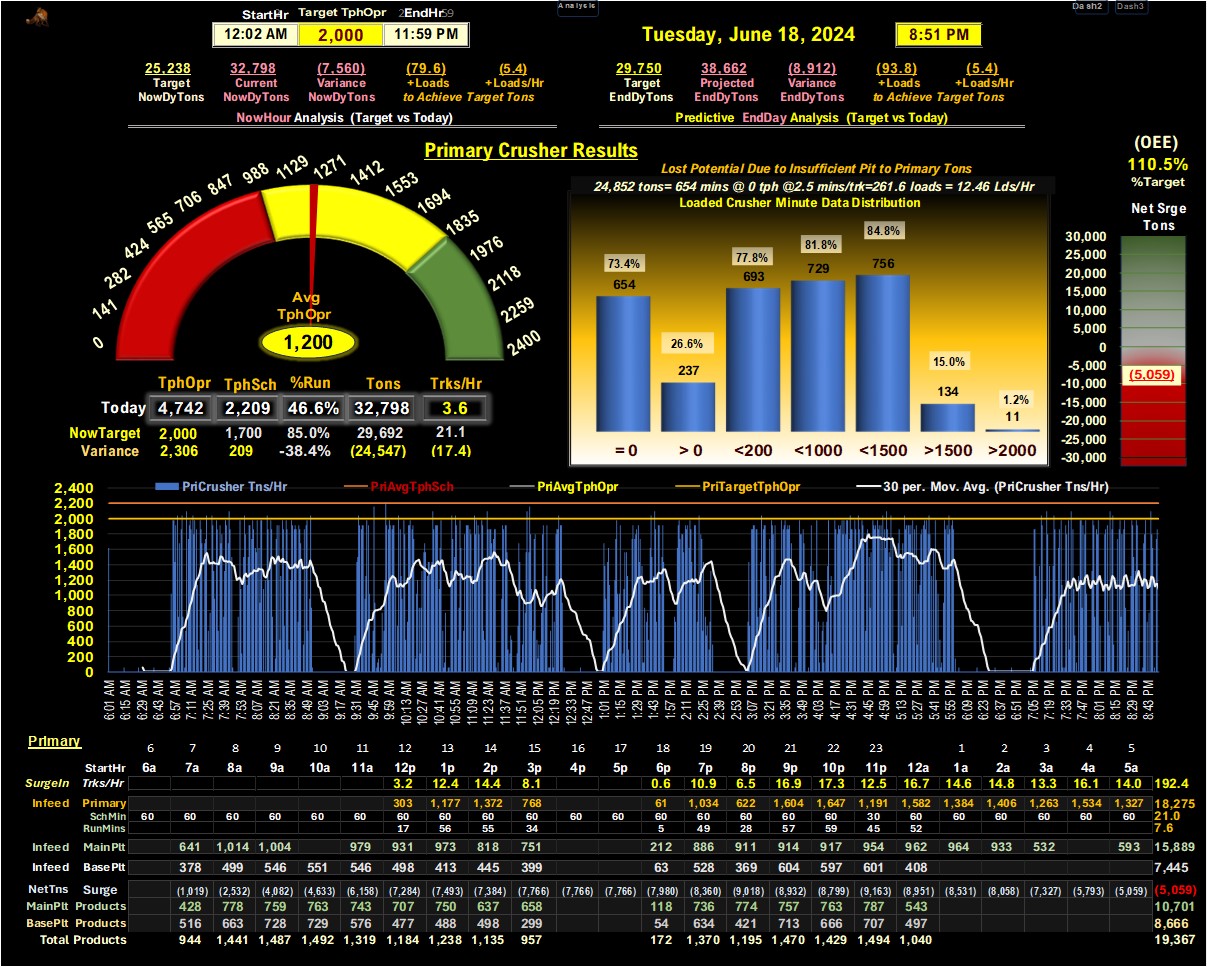 Analysis
Dash2 Dash3
StartHr Target TphOpr EndHr
12:02 AM 2,000 11:59 PM
Tuesday, June 18, 2024 8:51 PM
25,238 32,798 (7,560) (79.6) (5.4)
Target Current Variance +Loads +Loads/Hr
NowDyTons NowDyTons NowDyTons to Achieve Target Tons
NowHour Analysis (Target vs Today)
29,750 38,662 (8,912) (93.8) (5.4)
Target Projected Variance +Loads +Loads/Hr
EndDyTons EndDyTons EndDyTons to Achieve Target Tons
Predictive EndDay Analysis (Target vs Today)
Primary Crusher Results
0 141 282 424 565 706 847 988 1129 1271 1412 1553 1694 1835 1976 2118 2259 2400
Avg
TphOpr
1,200
TphOpr TphSch %Run Tons Trks/Hr
Today 4,742 2,209 46.6% 32,798 3.6
NowTarget 2,000 1,700 85.0% 29,692 21.1
Variance 2,306 209 -38.4% (24,547) (17.4)
Lost Potential Due to Insufficient Pit to Primary Tons
24,852 tons= 654 mins @ 0 tph @2.5 mins/trk=261.6 loads = 12.46 Lds/Hr
Loaded Crusher Minute Data Distribution
73.4% 26.6% 77.8% 81.8% 84.8% 15.0% 1.2%
654 237 693 729 756 134 11
= 0 > 0 <200 <1000 <1500 >1500 >2000
(OEE)
110.5%
%Target
Net Srge
Tons
30,000
25,000
20,000
15,000
10,000
5,000
0
-5,000
(5,059)
-10,000
-15,000
-20,000
-25,000
-30,000
PriCrusher Tns/Hr PriAvgTphSch PriAvgTphOpr PriTargetTphOpr 30 per. Mov. Avg. (PriCrusher Tns/Hr)
2,400
2,200
2,000
1,800
1,600
1,400
1,200
1,000
800
600
400
200
0
6:01 AM 6:15 AM 6:29 AM 6:43 AM 6:57 AM 7:11 AM 7:25 AM 7:39 AM 7:53 AM 8:07 AM 8:21 AM 8:35 AM 8:49 AM 9:03 AM 9:17 AM 9:31 AM 9:45 AM 9:59 AM 10:13 AM 10:27 AM 10:41 AM 10:55 AM 11:09 AM 11:23 AM 11:37 AM 11:51 AM 12:05 PM 12:19 PM 12:33 PM 12:47 PM 1:01 PM 1:15 PM 1:29 PM 1:43 PM 1:57 PM 2:11 PM 2:25 PM 2:39 PM 2:53 PM 3:07 PM 3:21 PM 3:35 PM 3:49 PM 4:03 PM 4:17 PM 4:31 PM 4:45 PM 4:59 PM 5:13 PM 5:27 PM 5:41 PM 5:55 PM 6:09 PM 6:23 PM 6:37 PM 6:51 PM 7:05 PM 7:19 PM 7:33 PM 7:47 PM 8:01 PM 8:15 PM 8:29 PM 8:43 PM
Primary
6 7 8 9 10 11 12 13 14 15 16 17 18 19 20 21 22 23 1 2 3 4 5
StartHr 6a 7a 8a 9a 10a 11a 12p 1p 2p 3p 4p 5p 6p 7p 8p 9p 10p 11p 12a 1a 2a 3a 4a 5a
SurgeIn Trks/Hr 3.2 12.4 14.4 8.1 0.6 10.9 6.5 16.9 17.3 12.5 16.7 14.6 14.8 13.3 16.1 14.0 192.4
Infeed Primary 303 1,177 1,372 768 61 1,034 622 1,604 1,647 1,191 1,582 1,384 1,406 1,263 1,534 1,327 18,275
SchMin 60 60 60 60 60 60 60 60 60 60 60 60 60 60 60 60 60 30 60 60 60 60 60 60 21.0
RunMins 17 56 55 34 5 49 28 57 59 45 52 7.6
Infeed MainPlt 641 1,014 1,004 979 931 973 818 751 212 886 911 914 917 954 962 964 933 532 593 15,889
Infeed BasePlt 378 499 546 551 546 498 413 445 399 63 528 369 604 597 601 408 7,445
NetTns Surge (1,019) (2,532) (4,082) (4,633) (6,158) (7,284) (7,493) (7,384) (7,766) (7,766) (7,766) (7,980) (8,360) (9,018) (8,932) (8,799) (9,163) (8,951) (8,531) (8,058) (7,327) (4,793) (5,059) (5,059)
MainPlt Products 428 778 759 763 743 707 750 637 658 118 736 774 757 763 787 543 10,701
BasePlt Products 516 663 728 729 576 477 488 498 299 54 634 421 713 666 707 497 8,666
Total Products 944 1,441 1,487 1,492 1,319 1,184 1,238 1,135 957 172 1,370 1,195 1,470 1,429 1,494 1,040 19,367